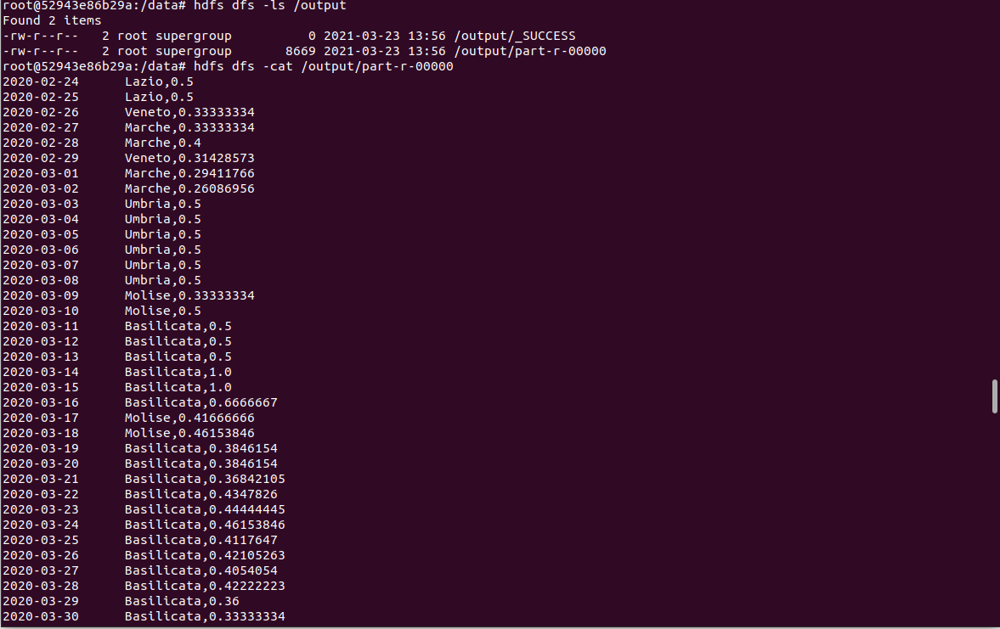 root@52943e86b29a:/data# hdfs dfs -ls /output
Found 2 items
-rw-r--r--   2 root supergroup          0 2021-03-23 13:56 /output/_SUCCESS
-rw-r--r--   2 root supergroup       8669 2021-03-23 13:56 /output/part-r-00000
root@52943e86b29a:/data# hdfs dfs -cat /output/part-r-00000
2020-02-24      Lazio,0.5
2020-02-25      Lazio,0.5
2020-02-26      Veneto,0.33333334
2020-02-27      Marche,0.33333334
2020-02-28      Marche,0.4
2020-02-29      Veneto,0.31428573
2020-03-01      Marche,0.29411766
2020-03-02      Marche,0.26086956
2020-03-03      Umbria,0.5
2020-03-04      Umbria,0.5
2020-03-05      Umbria,0.5
2020-03-06      Umbria,0.5
2020-03-07      Umbria,0.5
2020-03-08      Umbria,0.5
2020-03-09      Molise,0.33333334
2020-03-10      Molise,0.5
2020-03-11      Basilicata,0.5
2020-03-12      Basilicata,0.5
2020-03-13      Basilicata,0.5
2020-03-14      Basilicata,1.0
2020-03-15      Basilicata,1.0
2020-03-16      Basilicata,0.6666667
2020-03-17      Molise,0.41666666
2020-03-18      Molise,0.46153846
2020-03-19      Basilicata,0.3846154
2020-03-20      Basilicata,0.3846154
2020-03-21      Basilicata,0.36842105
2020-03-22      Basilicata,0.4347826
2020-03-23      Basilicata,0.44444445
2020-03-24      Basilicata,0.46153846
2020-03-25      Basilicata,0.4117647
2020-03-26      Basilicata,0.42105263
2020-03-27      Basilicata,0.4054054
2020-03-28      Basilicata,0.42222223
2020-03-29      Basilicata,0.36
2020-03-30      Basilicata,0.33333334